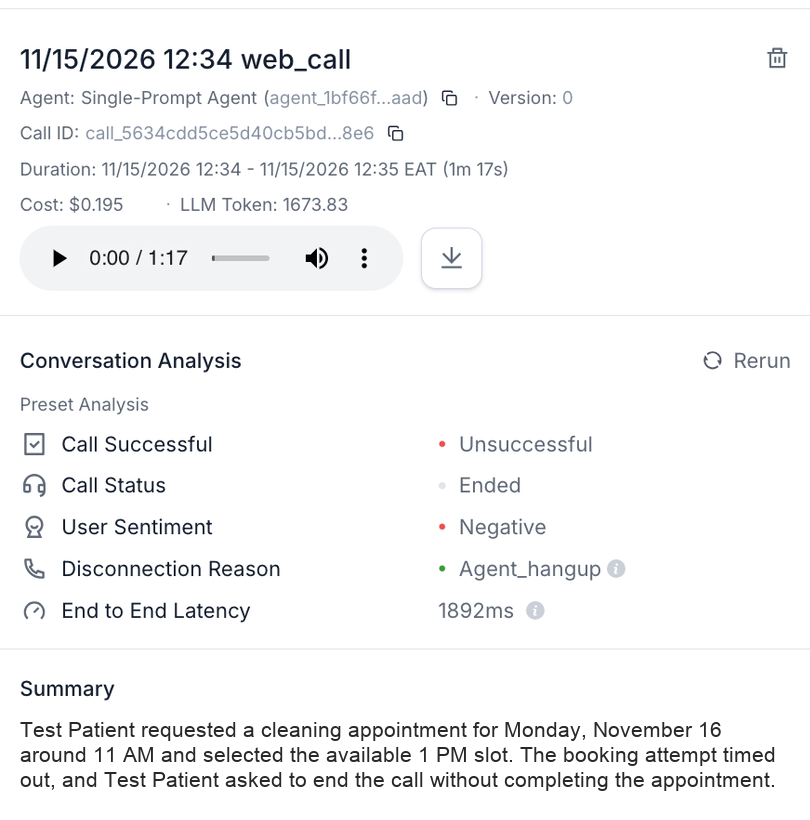 11/15/2026 12:34 web_call
Agent: Single-Prompt Agent (agent_1bf66f...aad) · Version: 0
Call ID: call_5634cdd5ce5d40cb5bd...8e6
Duration: 11/15/2026 12:34 - 11/15/2026 12:35 EAT (1m 17s)
Cost: $0.195 · LLM Token: 1673.83
0:00 / 1:17
Conversation Analysis Rerun
Preset Analysis
Call Successful Unsuccessful
Call Status Ended
User Sentiment Negative
Disconnection Reason Agent_hangup
End to End Latency 1892ms
Summary
Test Patient requested a cleaning appointment for Monday, November 16
around 11 AM and selected the available 1 PM slot. The booking attempt timed
out, and Test Patient asked to end the call without completing the appointment.